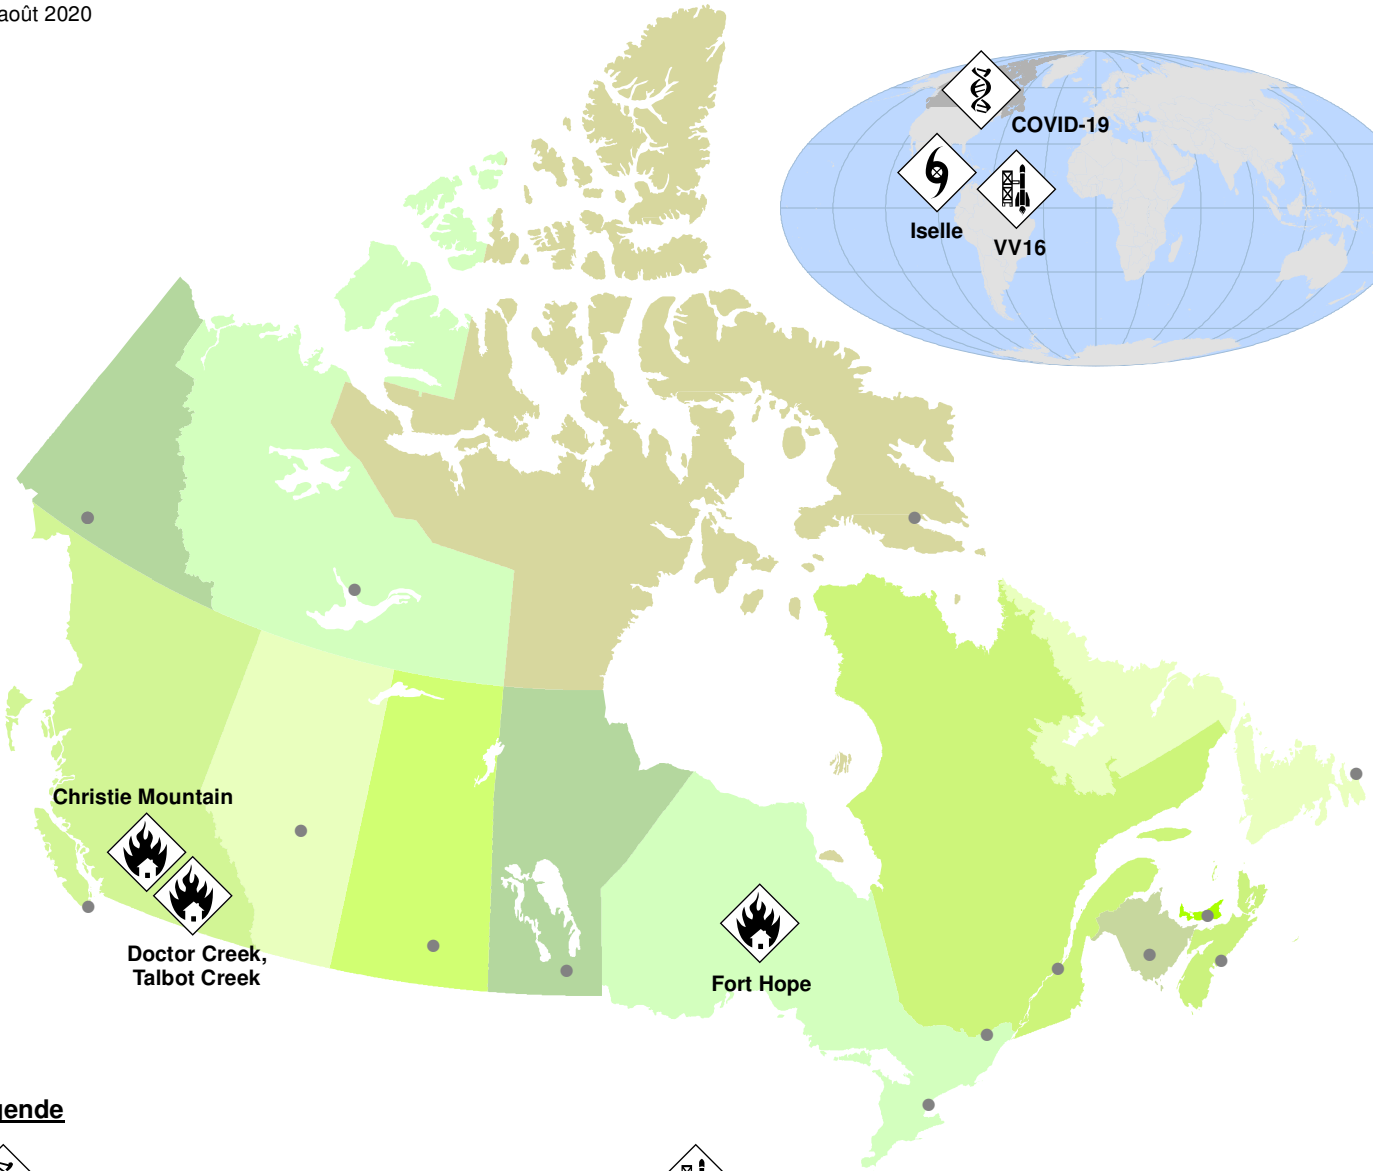 août 2020
COVID-19
Iselle
VV16
Christie Mountain
Doctor Creek,
Talbot Creek
Fort Hope
gende